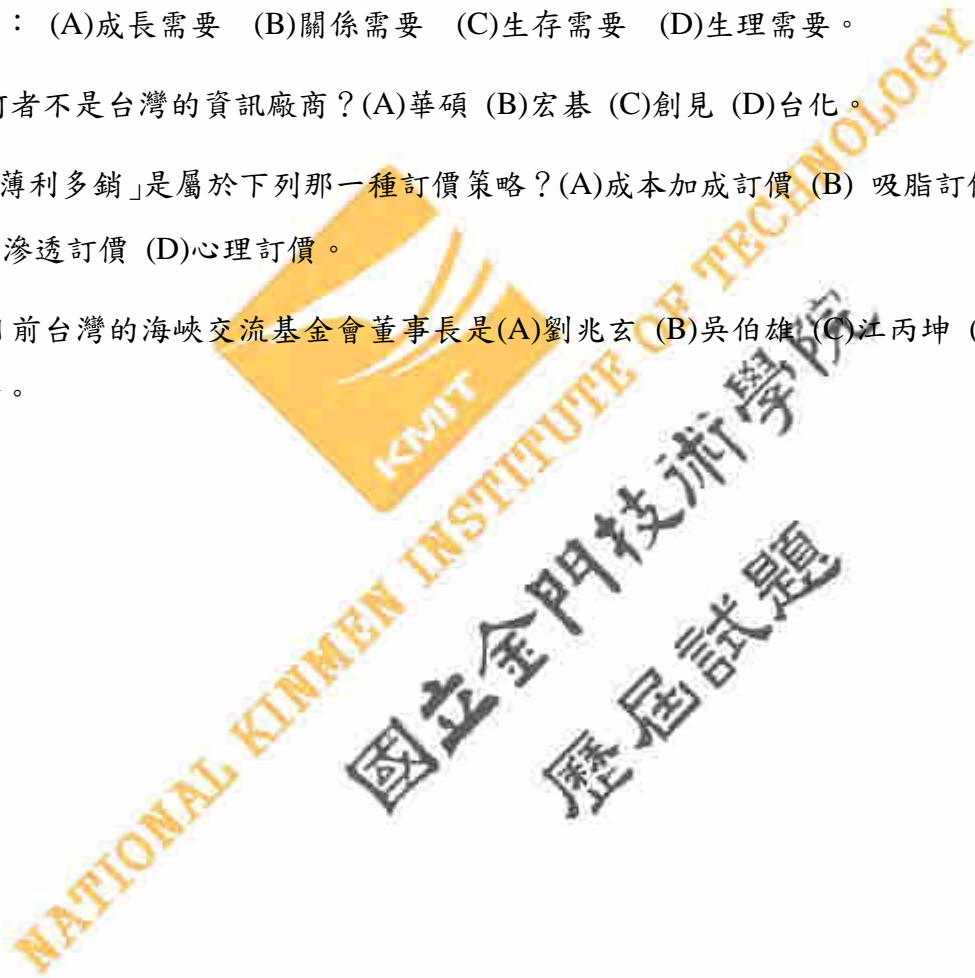 ： (A)成長需要 (B)關係需要 (C)生存需要 (D)生理需要。
者不是台灣的資訊廠商？(A)華碩 (B)宏碁 (C)創見 (D)台化。
薄利多銷」是屬於下列那一種訂價策略？(A)成本加成訂價 (B) 吸脂訂
滲透訂價 (D)心理訂價。
前台灣的海峽交流基金會董事長是(A)劉兆玄 (B)吳伯雄 (C)江丙坤 (
。
KMIT
NATIONAL KINMEN INSTITUTE OF TECHNOLOGY
國立金門技術學院
歷屆試題